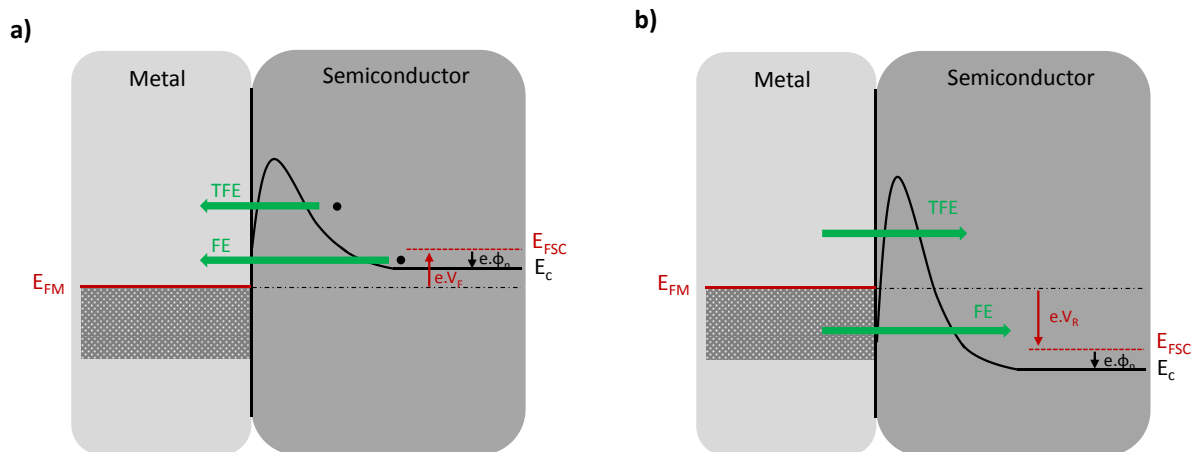 a)
Metal
Semiconductor
TFE
FE
E_FSC
e.ϕ_n
E_c
E_FM
e.V_F
b)
Metal
Semiconductor
TFE
E_FM
FE
e.V_R
E_FSC
e.ϕ_n
E_c